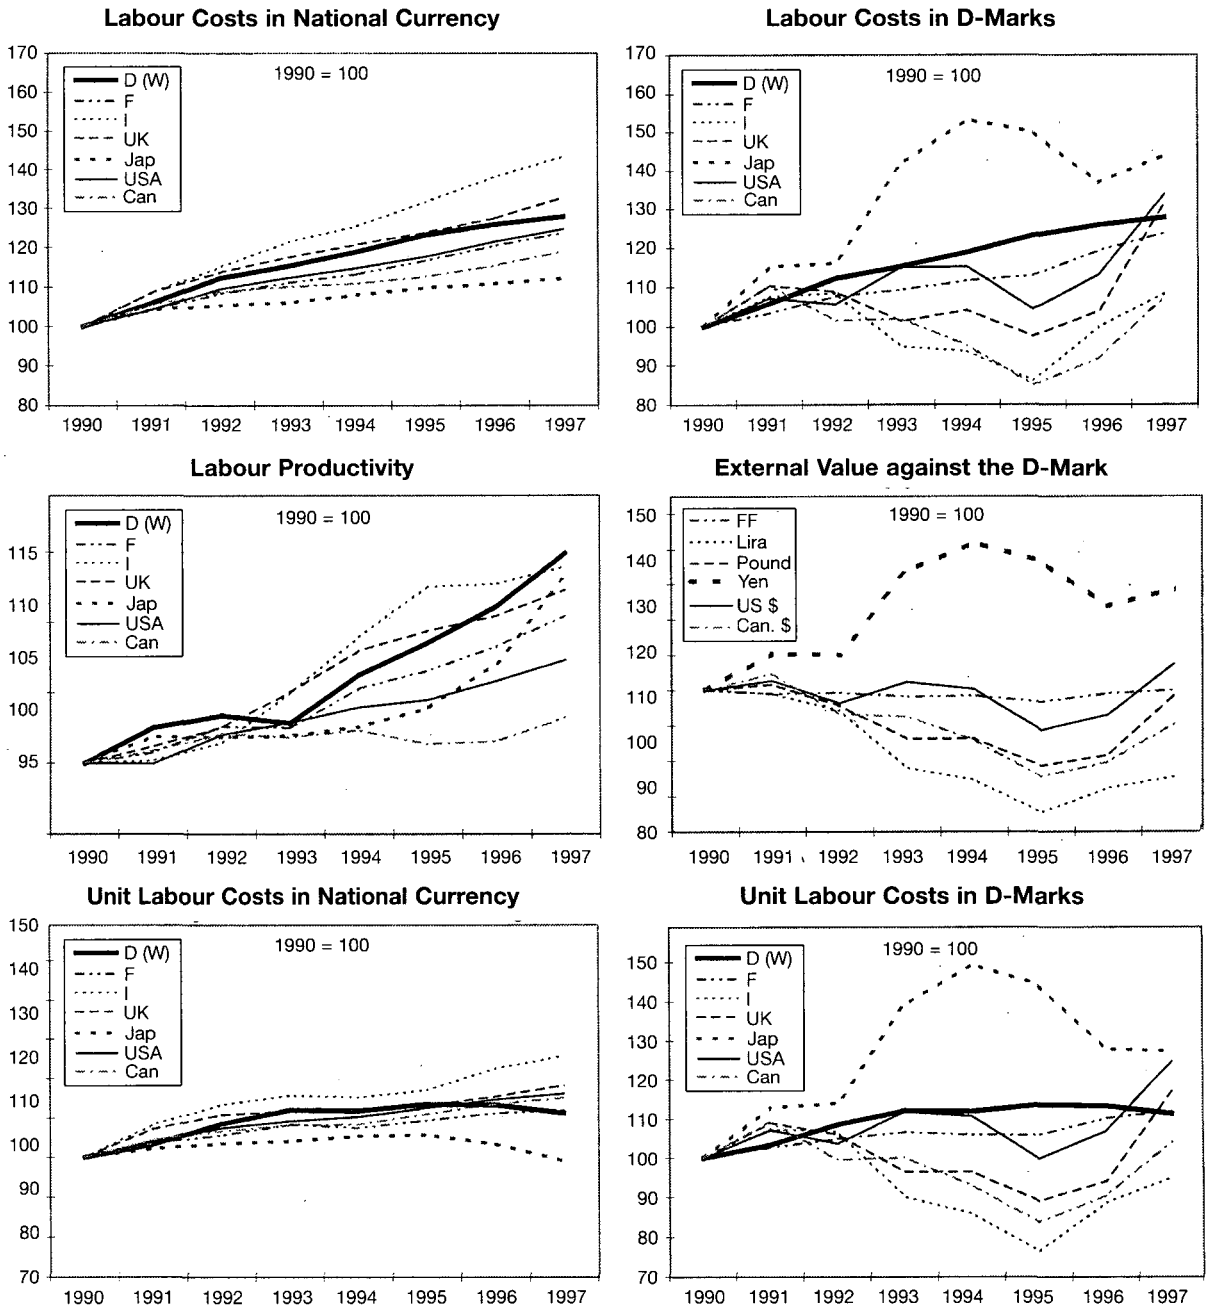 Labour Costs in National Currency
170
160
150
140
130
120
110
100
90
80
1990 = 100
D (W)
F
I
UK
Jap
USA
Can
1990 1991 1992 1993 1994 1995 1996 1997
Labour Costs in D-Marks
170
160
150
140
130
120
110
100
90
80
1990 = 100
D (W)
F
I
UK
Jap
USA
Can
1990 1991 1992 1993 1994 1995 1996 1997
Labour Productivity
115
110
105
100
95
1990 = 100
D (W)
F
I
UK
Jap
USA
Can
1990 1991 1992 1993 1994 1995 1996 1997
External Value against the D-Mark
150
140
130
120
110
100
90
80
1990 = 100
FF
Lira
Pound
Yen
US $
Can. $
1990 1991 1992 1993 1994 1995 1996 1997
Unit Labour Costs in National Currency
150
140
130
120
110
100
90
80
70
1990 = 100
D (W)
F
I
UK
Jap
USA
Can
1990 1991 1992 1993 1994 1995 1996 1997
Unit Labour Costs in D-Marks
150
140
130
120
110
100
90
80
70
1990 = 100
D (W)
F
I
UK
Jap
USA
Can
1990 1991 1992 1993 1994 1995 1996 1997